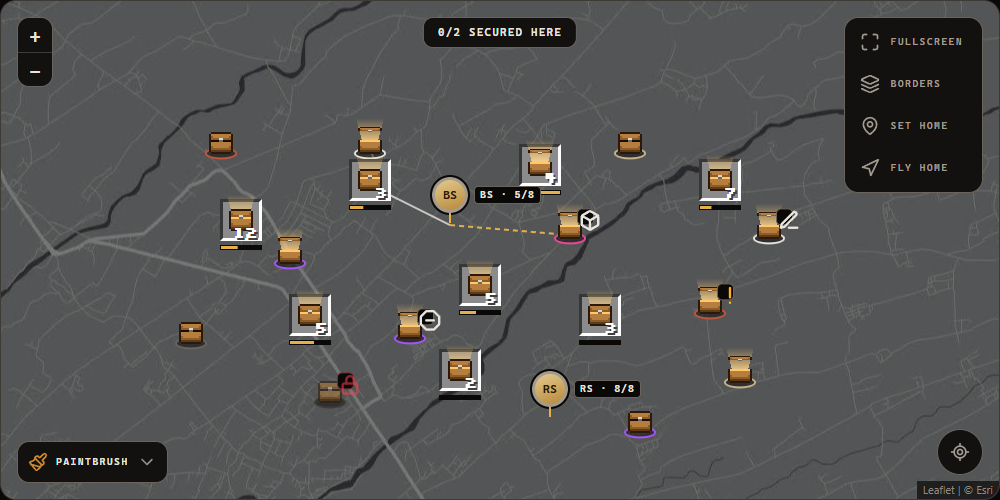 +
0/2 SECURED HERE
FULLSCREEN
−
BORDERS
SET HOME
FLY HOME
3
4
7
BS
BS · 5/8
12
5
5
3
2
RS
RS · 8/8
PAINTBRUSH
Leaflet | © Esri